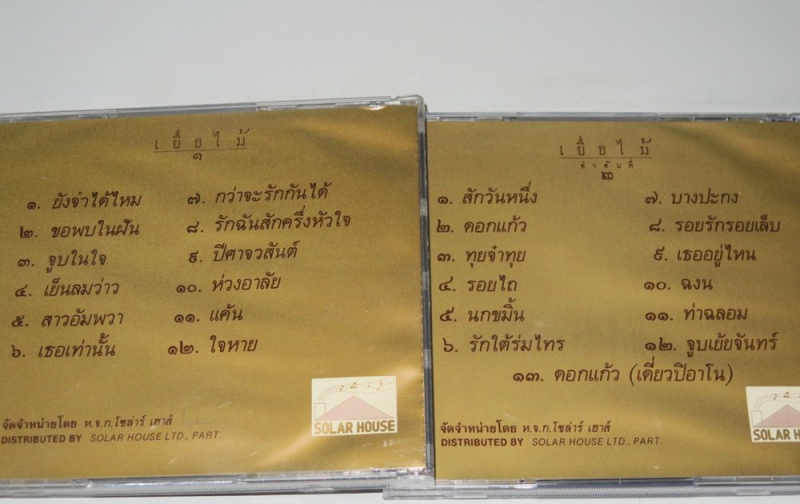 เยื่อไม้
๑
๑. ยังจำได้ไหม
๒. ขอพบในฝัน
๓. จูบในใจ
๔. เย็นลมว่าว
๕. สาวอัมพวา
๖. เธอเท่านั้น
๗. กว่าจะรักกันได้
๘. รักฉันสักครึ่งหัวใจ
๙. ปีศาจวสันต์
๑๐. ห่วงอาลัย
๑๑. แค้น
๑๒. ใจหาย
จัดจำหน่ายโดย ห.จ.ก.โซล่าร์ เฮาส์
DISTRIBUTED BY SOLAR HOUSE LTD., PART.
SOLAR HOUSE
เยื่อไม้
ลำดับที่
๒
๑. สักวันหนึ่ง
๒. ดอกแก้ว
๓. ทุยจ๋าทุย
๔. รอยไถ
๕. นกขมิ้น
๖. รักใต้ร่มไทร
๗. บางปะกง
๘. รอยรักรอยเล็บ
๙. เธออยู่ไหน
๑๐. ฉงน
๑๑. ท่าฉลอม
๑๒. จูบเย้ยจันทร์
๑๓. ดอกแก้ว (เดี่ยวปิอาโน)
จัดจำหน่ายโดย ห.จ.ก.โซล่าร์ เฮาส์
DISTRIBUTED BY SOLAR HOUSE LTD., PART.
SOLAR HOUSE